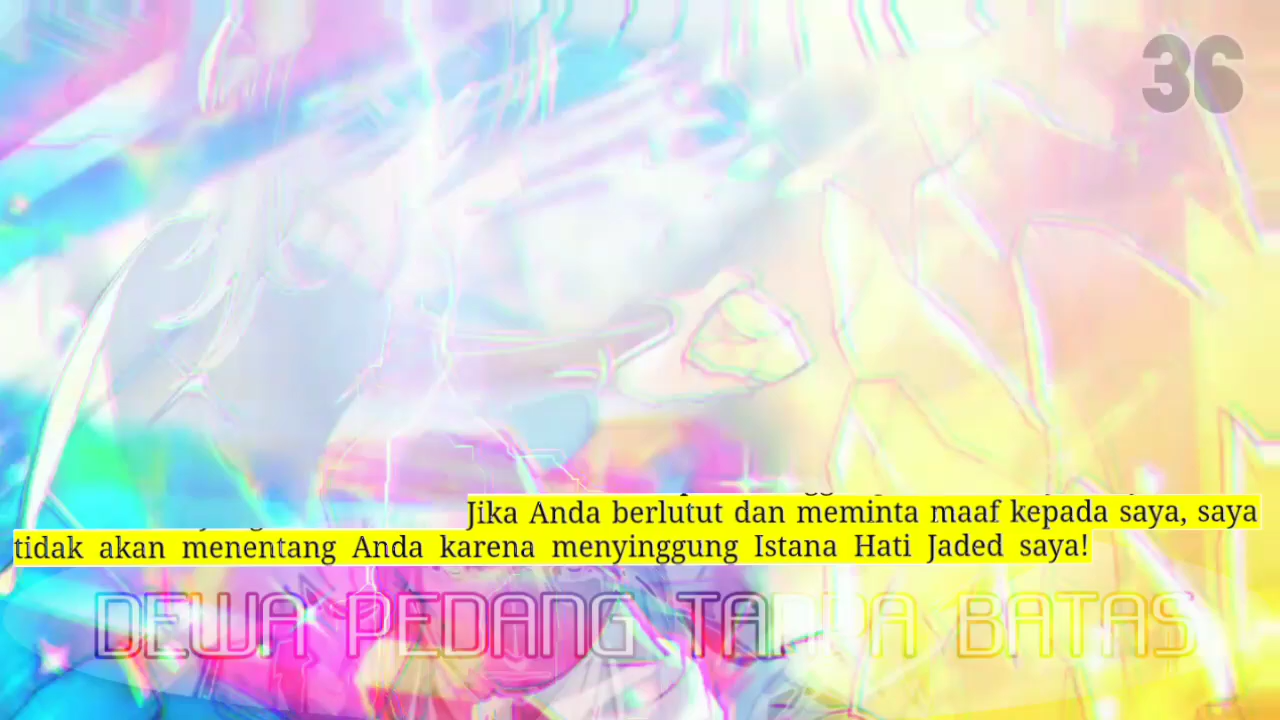 36
Jika Anda berlutut dan meminta maaf kepada saya, saya
tidak akan menentang Anda karena menyinggung Istana Hati Jaded saya!
DEWA PEDANG TANPA BATAS